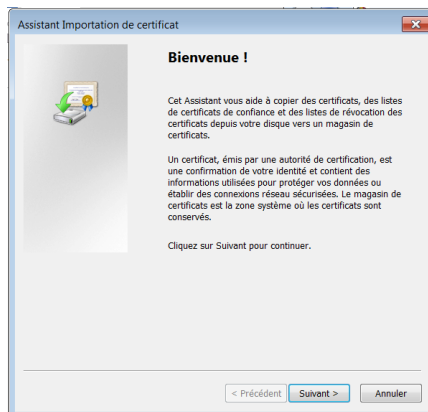 Assistant Importation de certificat
Bienvenue !
Cet Assistant vous aide à copier des certificats, des listes
de certificats de confiance et des listes de révocation des
certificats depuis votre disque vers un magasin de
certificats.
Un certificat, émis par une autorité de certification, est
une confirmation de votre identité et contient des
informations utilisées pour protéger vos données ou
établir des connexions réseau sécurisées. Le magasin de
certificats est la zone système où les certificats sont
conservés.
Cliquez sur Suivant pour continuer.
< Précédent Suivant > Annuler